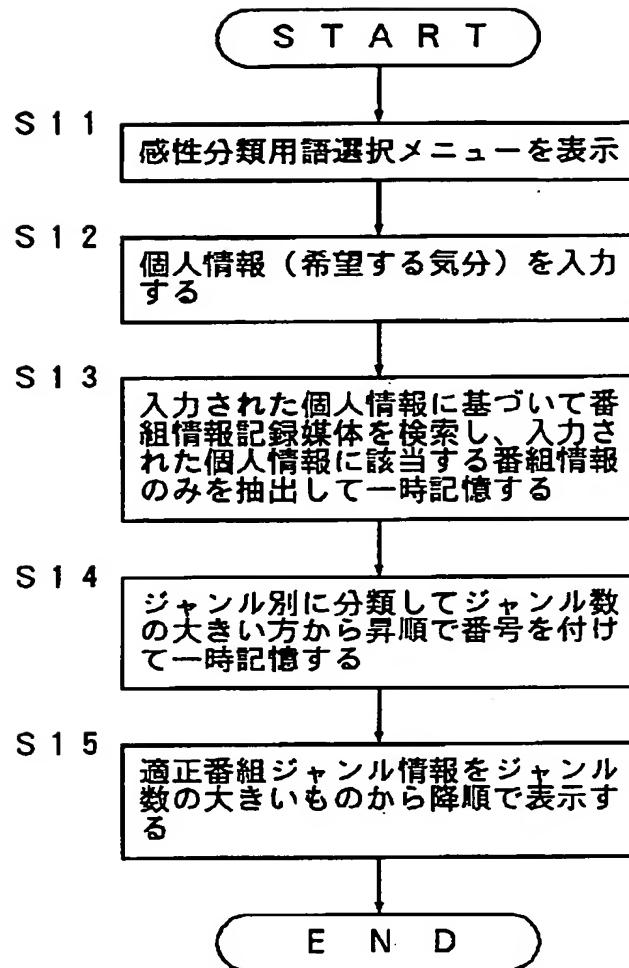 START
S11
感性分類用語選択メニューを表示
S12
個人情報（希望する気分）を入力
する
S13
入力された個人情報に基づいて番
組情報記録媒体を検索し、入力さ
れた個人情報に該当する番組情報
のみを抽出して一時記憶する
S14
ジャンル別に分類してジャンル数
の大きい方から昇順で番号を付け
て一時記憶する
S15
適正番組ジャンル情報をジャンル
数の大きいものから降順で表示す
る
END